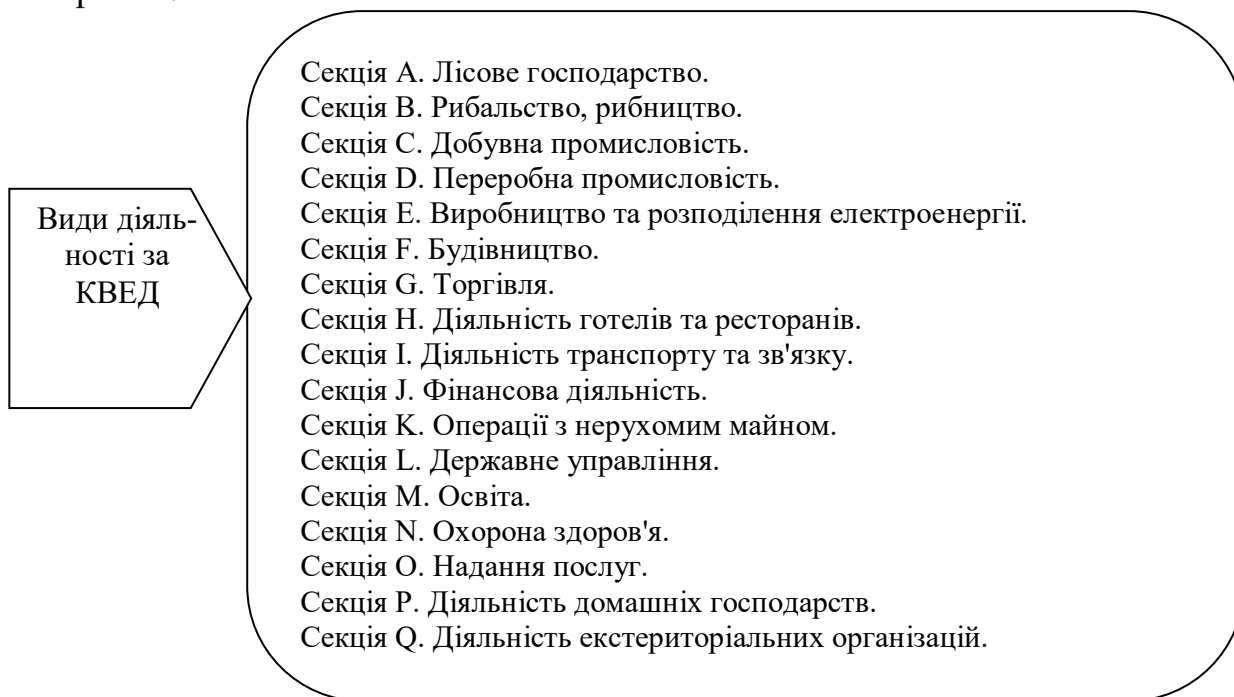 Види діяль-
ності за
КВЕД
Секція А. Лісове господарство.
Секція В. Рибальство, рибництво.
Секція С. Добувна промисловість.
Секція D. Переробна промисловість.
Секція Е. Виробництво та розподілення електроенергії.
Секція F. Будівництво.
Секція G. Торгівля.
Секція Н. Діяльність готелів та ресторанів.
Секція І. Діяльність транспорту та зв'язку.
Секція J. Фінансова діяльність.
Секція К. Операції з нерухомим майном.
Секція L. Державне управління.
Секція М. Освіта.
Секція N. Охорона здоров'я.
Секція О. Надання послуг.
Секція Р. Діяльність домашніх господарств.
Секція Q. Діяльність екстериторіальних організацій.